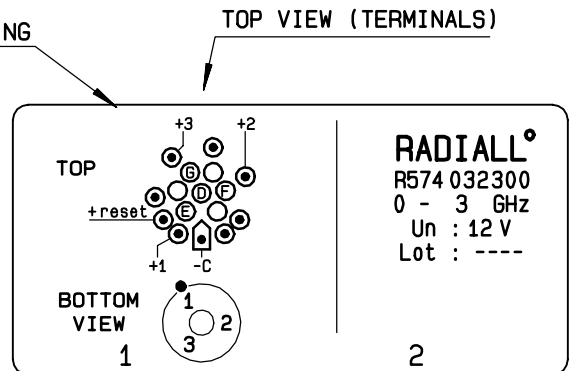 NG
TOP VIEW (TERMINALS)
+3
+2
TOP
G
D
F
E
+reset
+1
-C
BOTTOM
VIEW
1
2
3
1
RADIALL°
R574 032300
0 - 3 GHz
Un : 12 V
Lot : ----
2